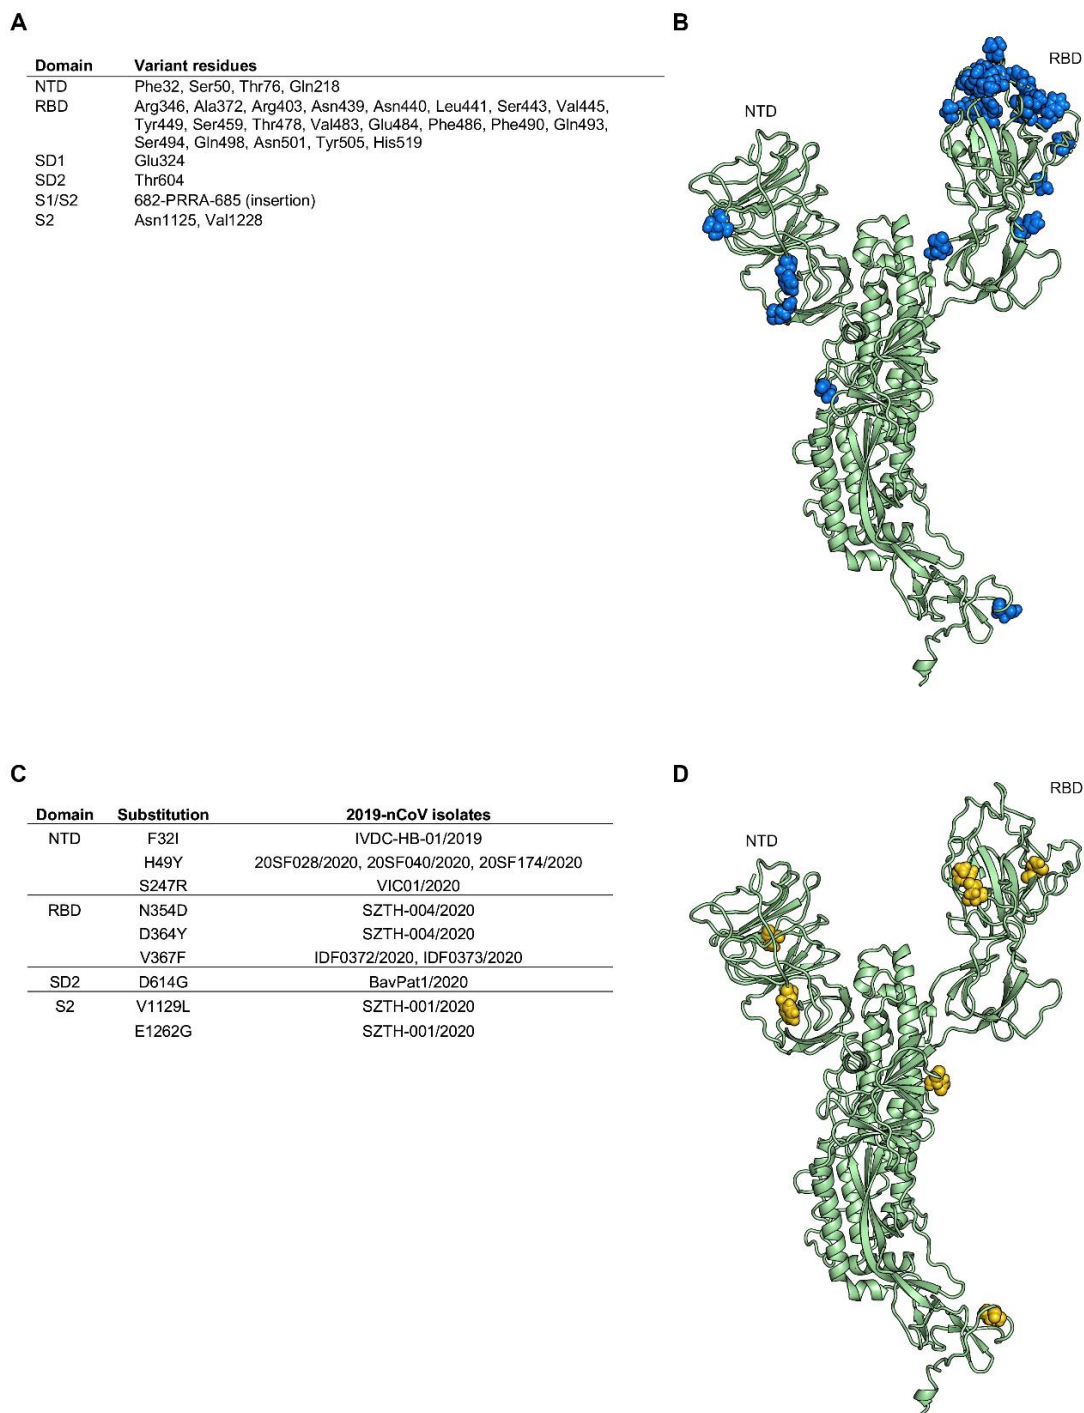 A
Domain Variant residues
NTD Phe32, Ser50, Thr76, Gln218
RBD Arg346, Ala372, Arg403, Asn439, Asn440, Leu441, Ser443, Val445,
Tyr449, Ser459, Thr478, Val483, Glu484, Phe486, Phe490, Gln493,
Ser494, Gln498, Asn501, Tyr505, His519
SD1 Glu324
SD2 Thr604
S1/S2 682-PRRA-685 (insertion)
S2 Asn1125, Val1228
B
RBD
NTD
C
Domain Substitution 2019-nCoV isolates
NTD F32I IVDC-HB-01/2019
H49Y 20SF028/2020, 20SF040/2020, 20SF174/2020
S247R VIC01/2020
RBD N354D SZTH-004/2020
D364Y SZTH-004/2020
V367F IDF0372/2020, IDF0373/2020
SD2 D614G BavPat1/2020
S2 V1129L SZTH-001/2020
E1262G SZTH-001/2020
D
RBD
NTD